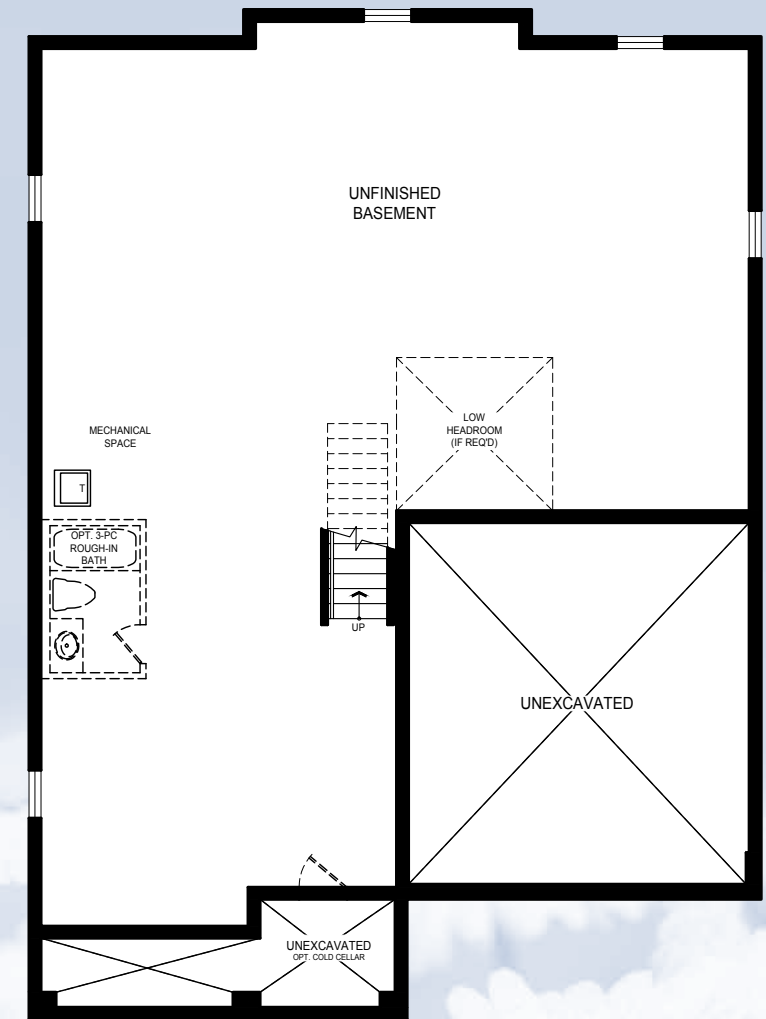 UNFINISHED
BASEMENT
LOW
HEADROOM
(IF REQ'D)
MECHANICAL
SPACE
T
OPT. 3-PC
ROUGH-IN
BATH
UP
UNEXCAVATED
UNEXCAVATED
OPT. COLD CELLAR